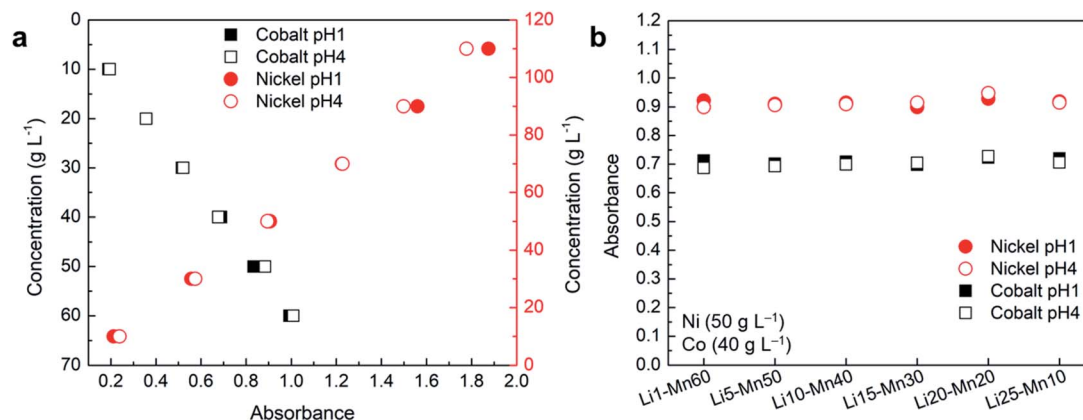 a
Cobalt pH1
Cobalt pH4
Nickel pH1
Nickel pH4
0
10
20
30
40
50
60
70
Concentration (g L⁻¹)
120
100
80
60
40
20
0
Concentration (g L⁻¹)
0.2 0.4 0.6 0.8 1.0 1.2 1.4 1.6 1.8 2.0
Absorbance
b
1.2
1.1
1.0
0.9
0.8
0.7
0.6
0.5
0.4
0.3
0.2
0.1
0.0
Absorbance
Nickel pH1
Nickel pH4
Cobalt pH1
Cobalt pH4
Ni (50 g L⁻¹)
Co (40 g L⁻¹)
Li1-Mn60 Li5-Mn50 Li10-Mn40 Li15-Mn30 Li20-Mn20 Li25-Mn10